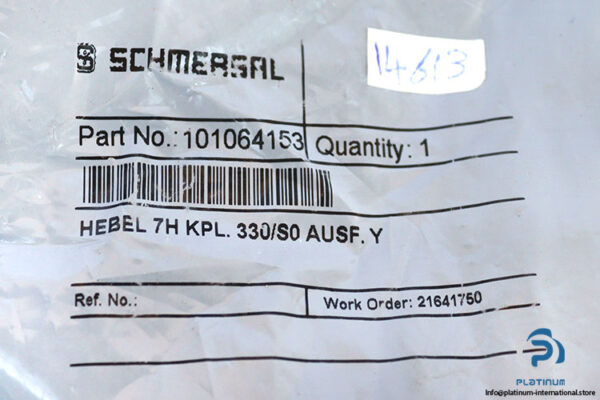 SCHMERSAL
14613
Part No.: 101064153 Quantity: 1
HEBEL 7H KPL. 330/S0 AUSF. Y
Ref. No.: Work Order: 21641750
PLATINUM
Info@platinum-international.store